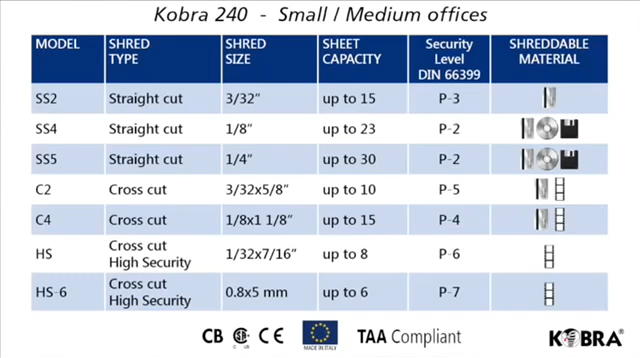 Kobra 240 - Small / Medium offices
MODEL SHRED TYPE SHRED SIZE SHEET CAPACITY Security Level DIN 66399 SHREDDABLE MATERIAL
SS2 Straight cut 3/32" up to 15 P-3
SS4 Straight cut 1/8" up to 23 P-2
SS5 Straight cut 1/4" up to 30 P-2
C2 Cross cut 3/32x5/8" up to 10 P-5
C4 Cross cut 1/8x1 1/8" up to 15 P-4
HS Cross cut High Security 1/32x7/16" up to 8 P-6
HS-6 Cross cut High Security 0.8x5 mm up to 6 P-7
CB C US CE MADE IN ITALY TAA Compliant KOBRA®